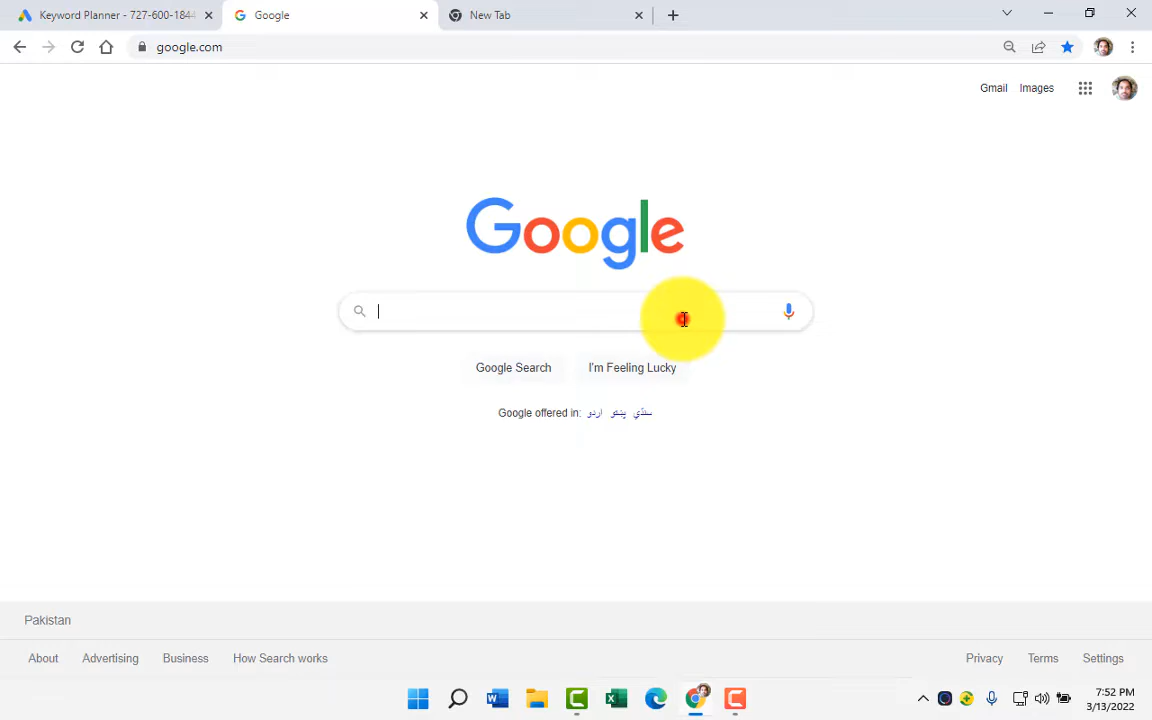 Keyword Planner - 727-600-1844
Google
New Tab
google.com
Gmail Images
Google
Google Search I'm Feeling Lucky
Google offered in: اردو پښتو سنڌي
Pakistan
About Advertising Business How Search works
Privacy Terms Settings
7:52 PM
3/13/2022